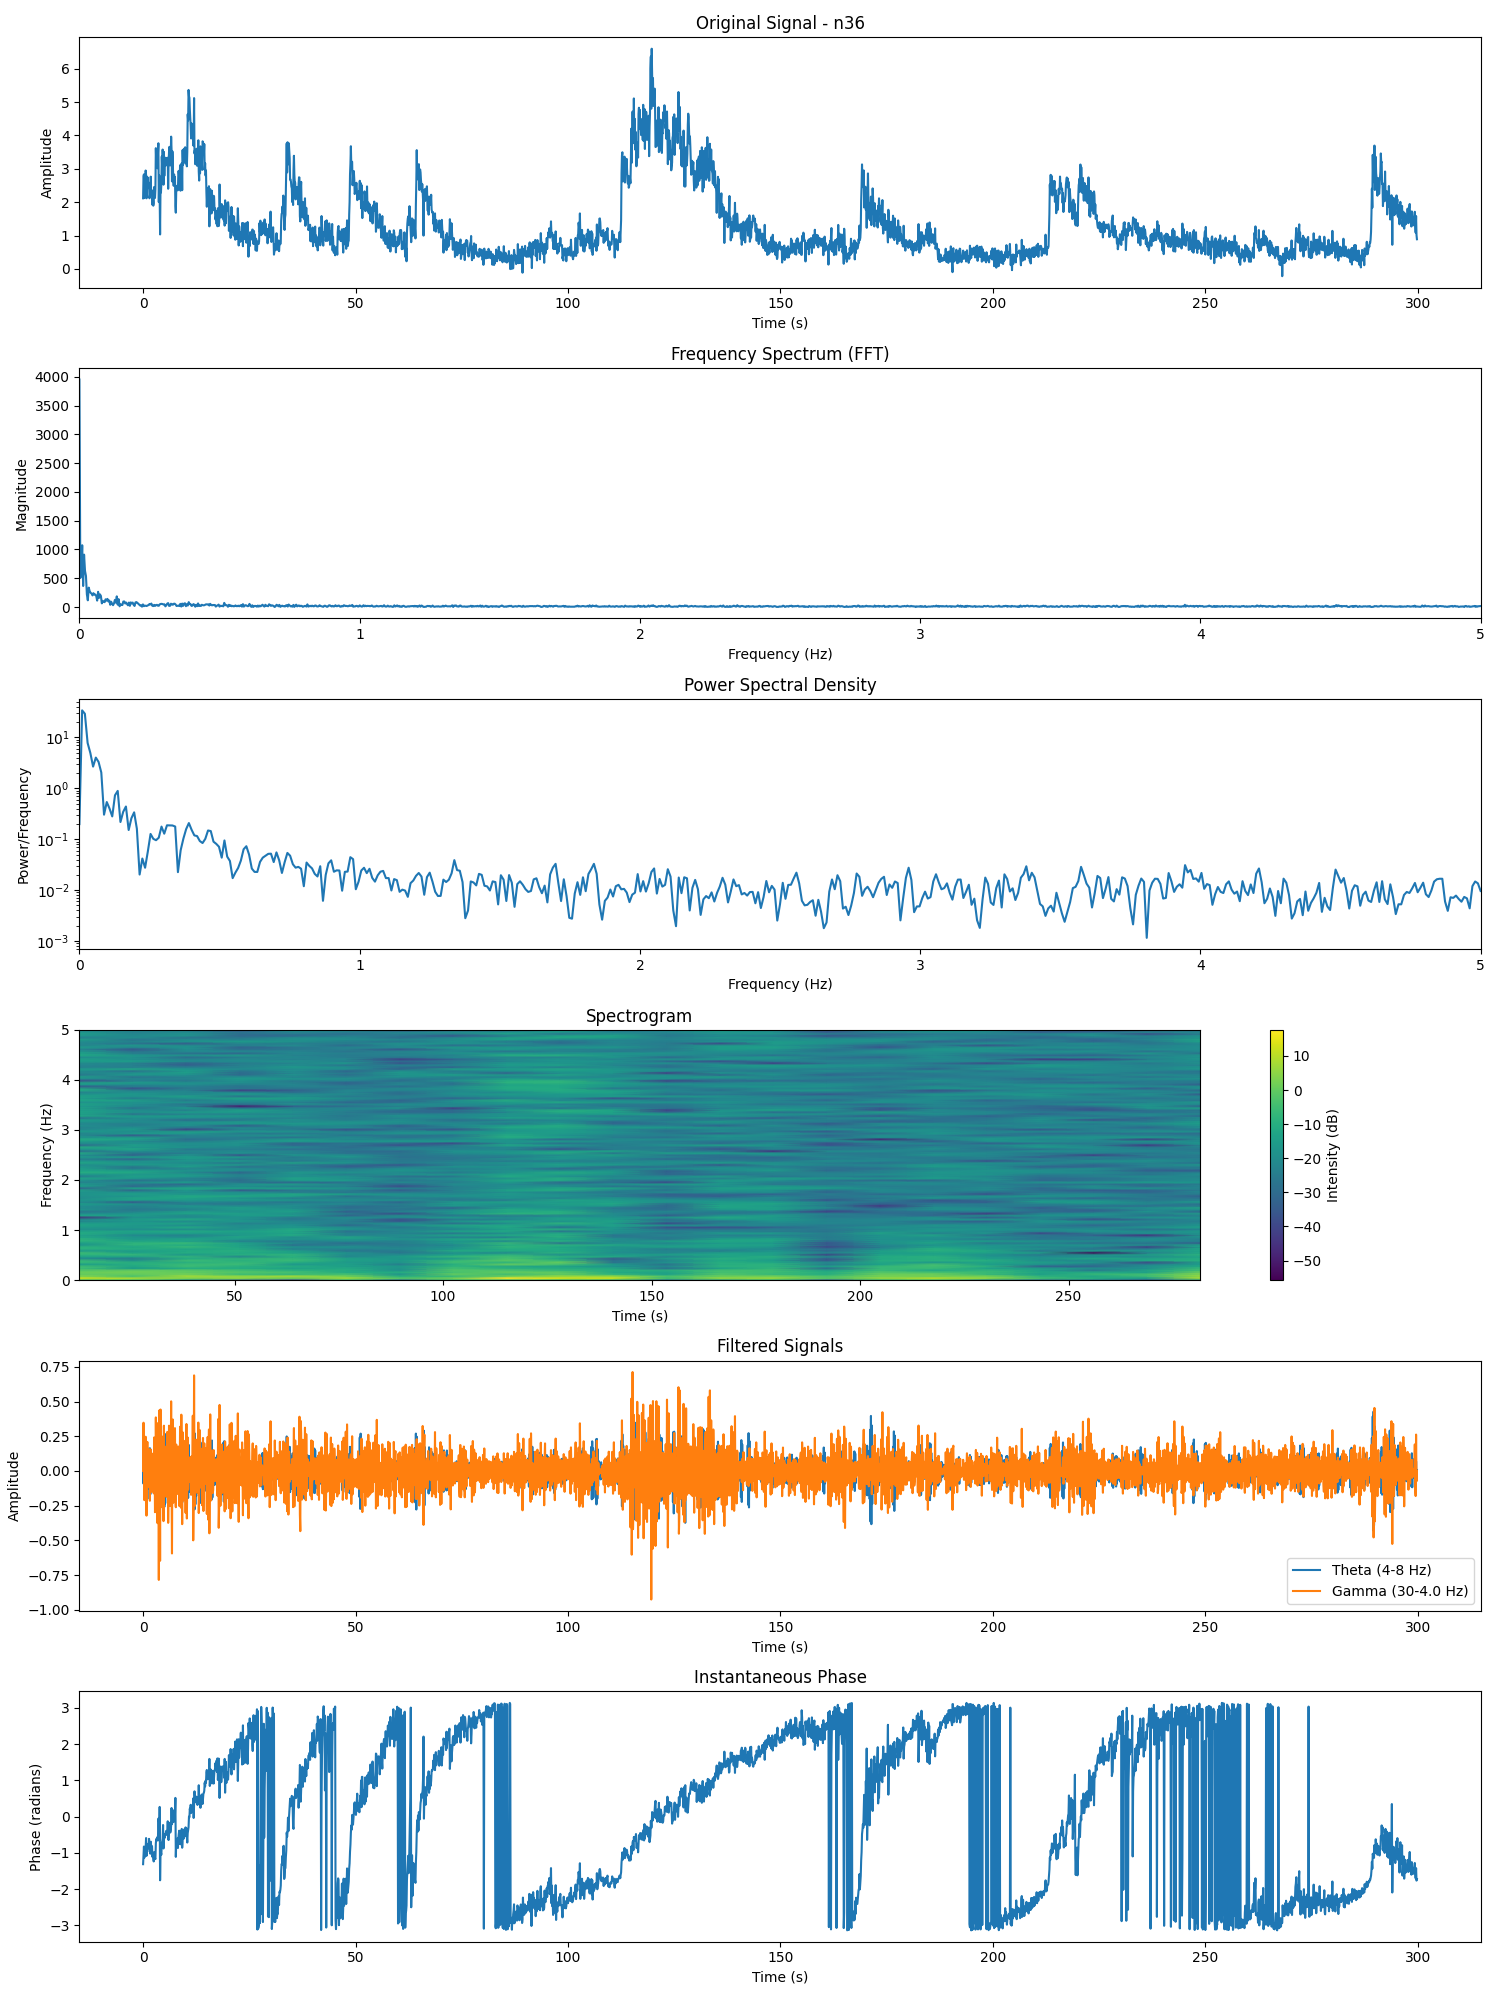 Original Signal - n36
6
5
4
3
2
1
0
Amplitude
0 50 100 150 200 250 300
Time (s)
Frequency Spectrum (FFT)
4000
3500
3000
2500
2000
1500
1000
500
0
Magnitude
0 1 2 3 4 5
Frequency (Hz)
Power Spectral Density
10^1
10^0
10^−1
10^−2
10^−3
Power/Frequency
0 1 2 3 4 5
Frequency (Hz)
Spectrogram
5
4
3
2
1
0
Frequency (Hz)
50 100 150 200 250
Time (s)
10
0
−10
−20
−30
−40
−50
Intensity (dB)
Filtered Signals
0.75
0.50
0.25
0.00
−0.25
−0.50
−0.75
−1.00
Amplitude
Theta (4-8 Hz)
Gamma (30-4.0 Hz)
0 50 100 150 200 250 300
Time (s)
Instantaneous Phase
3
2
1
0
−1
−2
−3
Phase (radians)
0 50 100 150 200 250 300
Time (s)